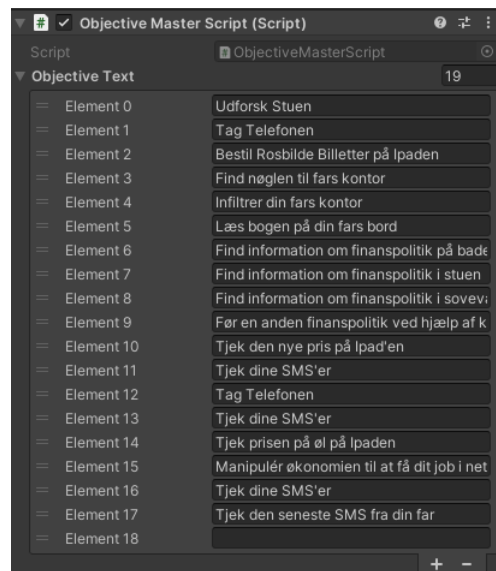 Objective Master Script (Script)
Script ObjectiveMasterScript
Objective Text 19
Element 0 Udforsk Stuen
Element 1 Tag Telefonen
Element 2 Bestil Rosbilde Billetter på Ipaden
Element 3 Find nøglen til fars kontor
Element 4 Infiltrer din fars kontor
Element 5 Læs bogen på din fars bord
Element 6 Find information om finanspolitik på bade
Element 7 Find information om finanspolitik i stuen
Element 8 Find information om finanspolitik i sovev
Element 9 Før en anden finanspolitik ved hjælp af k
Element 10 Tjek den nye pris på Ipad'en
Element 11 Tjek dine SMS'er
Element 12 Tag Telefonen
Element 13 Tjek dine SMS'er
Element 14 Tjek prisen på øl på Ipaden
Element 15 Manipulér økonomien til at få dit job i net
Element 16 Tjek dine SMS'er
Element 17 Tjek den seneste SMS fra din far
Element 18